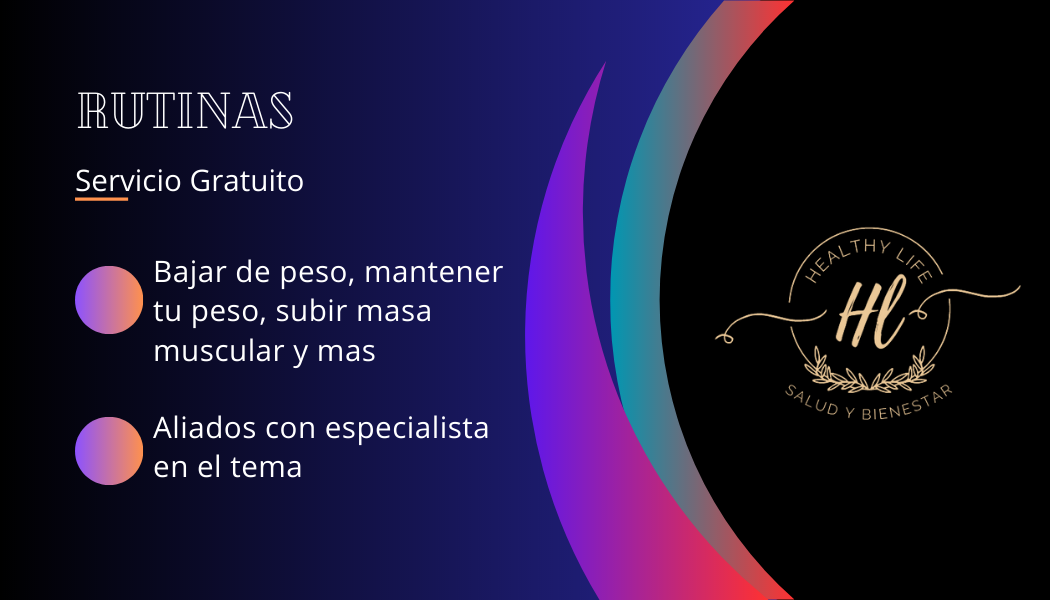 RUTINAS
Servicio Gratuito
Bajar de peso, mantener
tu peso, subir masa
muscular y mas
Aliados con especialista
en el tema
HEALTHY LIFE
Hl
SALUD Y BIENESTAR